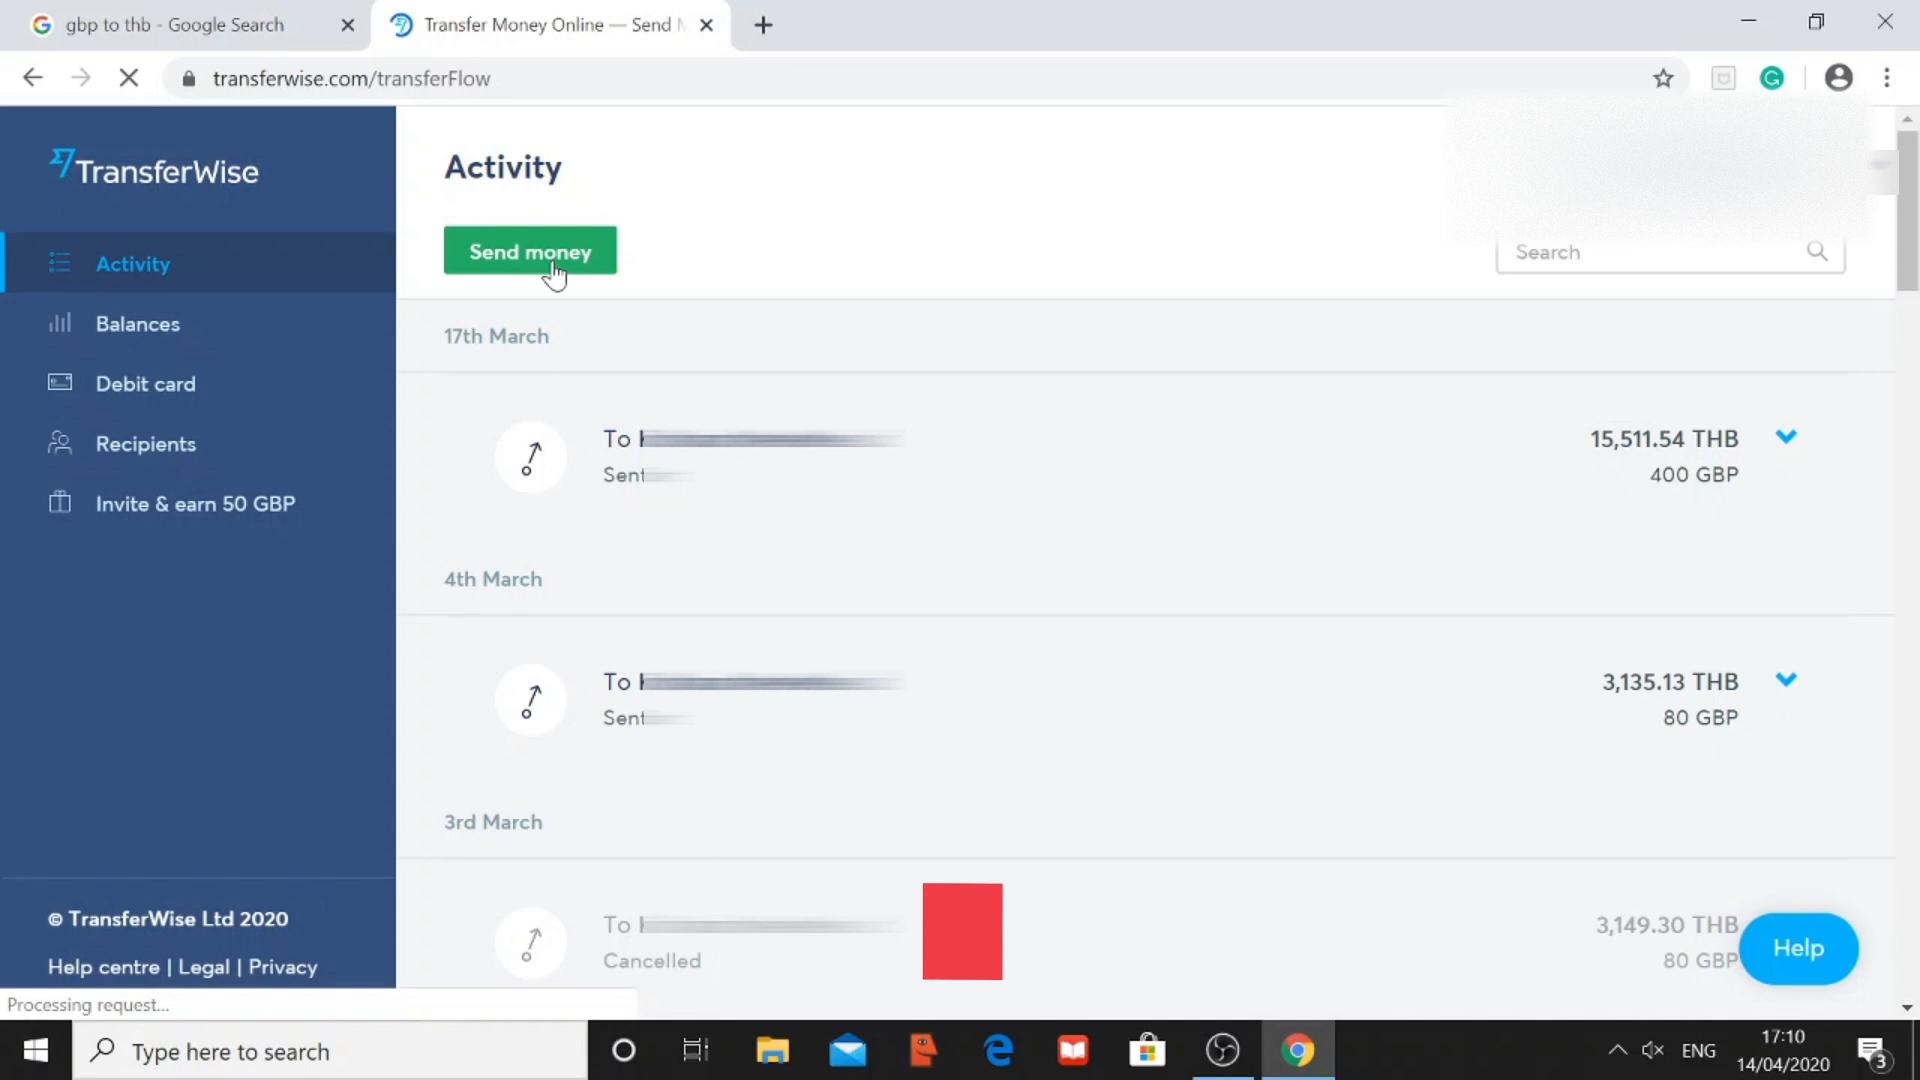 gbp to thb - Google Search
Transfer Money Online — Send
transferwise.com/transferFlow
TransferWise
Activity
Balances
Debit card
Recipients
Invite & earn 50 GBP
© TransferWise Ltd 2020
Help centre | Legal | Privacy
Processing request...
Activity
Send money
Search
17th March
To
15,511.54 THB
Sent
400 GBP
4th March
To
3,135.13 THB
Sent
80 GBP
3rd March
To
3,149.30 THB
Cancelled
80 GBP
Help
Type here to search
ENG
17:10
14/04/2020
3